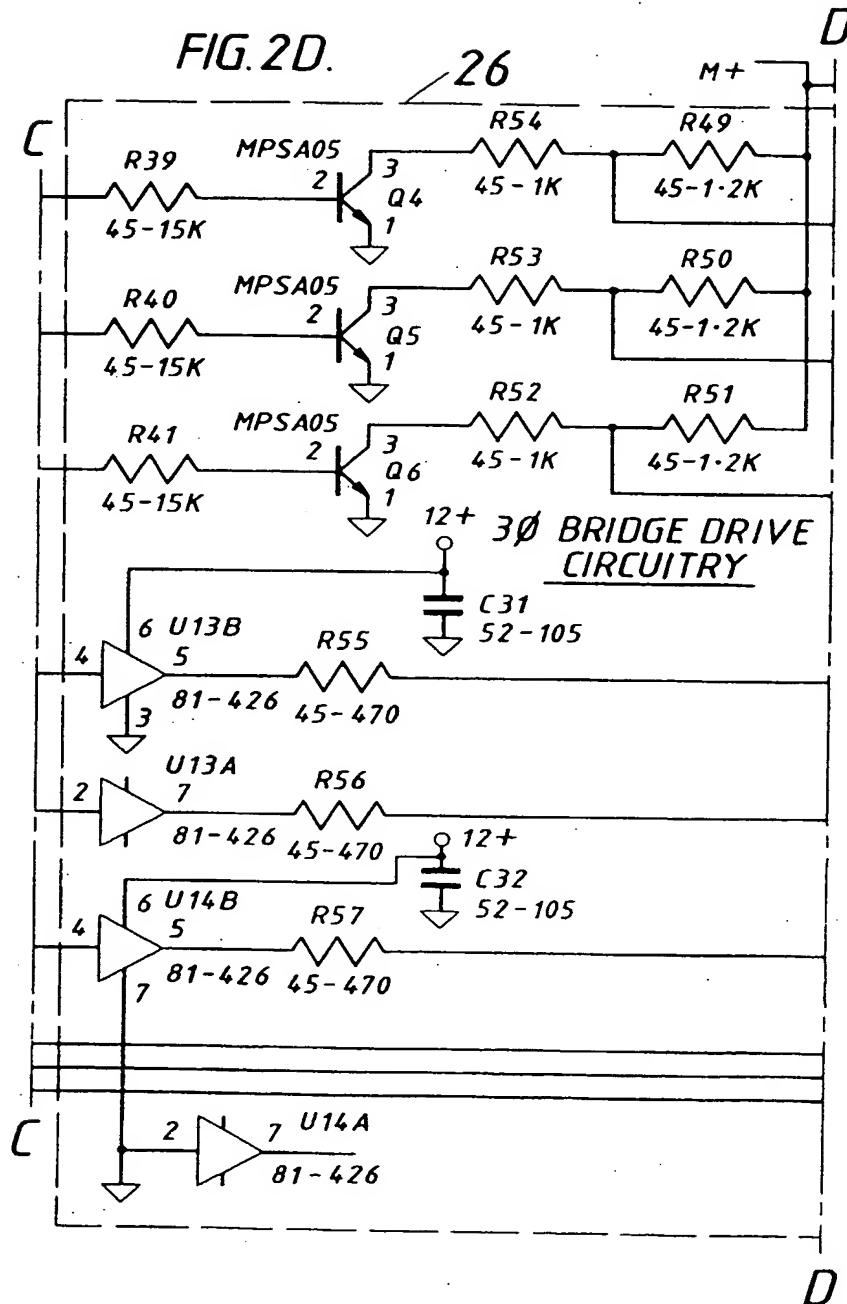 FIG. 2D.
D
26
M+
C
R39
45-15K
MPSA05
2
3
Q4
1
R54
45-1K
R49
45-1·2K
R40
45-15K
MPSA05
2
3
Q5
1
R53
45-1K
R50
45-1·2K
R41
45-15K
MPSA05
2
3
Q6
1
R52
45-1K
R51
45-1·2K
12+
3Ø BRIDGE DRIVE
CIRCUITRY
C31
52-105
4
6
U13B
5
81-426
3
R55
45-470
2
U13A
7
81-426
R56
45-470
12+
C32
52-105
4
6
U14B
5
81-426
7
R57
45-470
C
2
7
U14A
81-426
D